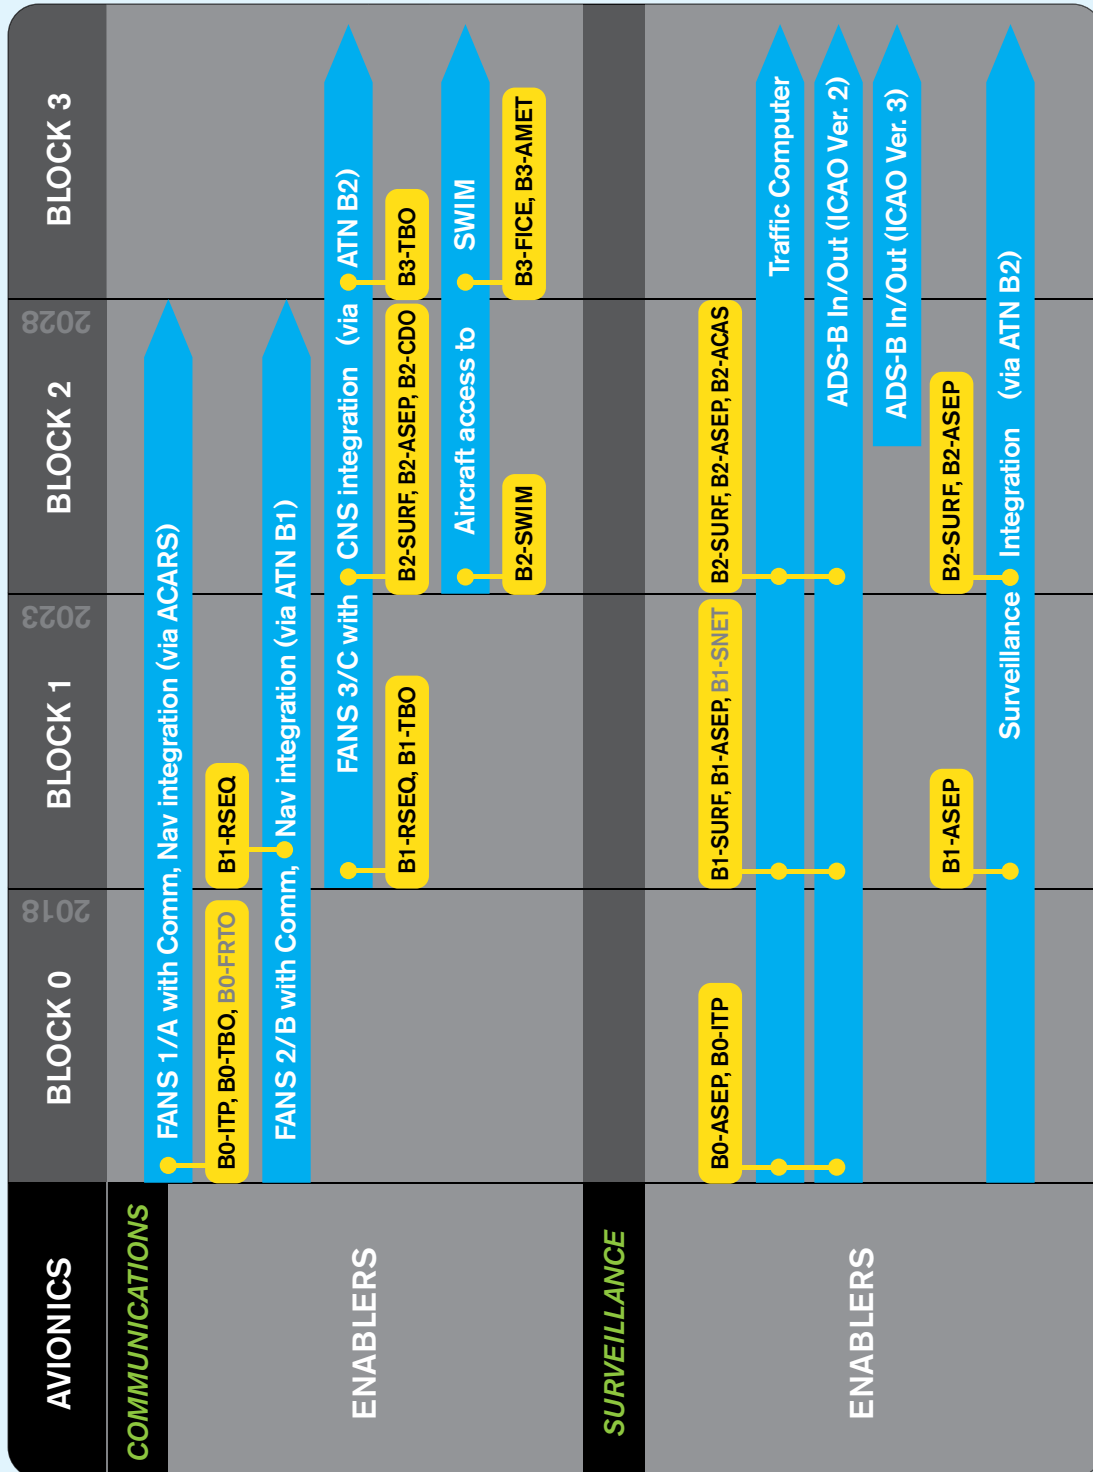 AVIONICS
BLOCK 0
2018
BLOCK 1
2023
BLOCK 2
2028
BLOCK 3
COMMUNICATIONS
ENABLERS
FANS 1/A with Comm, Nav integration (via ACARS)
B0-ITP, B0-TBO, B0-FRTO
B1-RSEQ
FANS 2/B with Comm, Nav integration (via ATN B1)
FANS 3/C with CNS integration (via ATN B2)
B1-RSEQ, B1-TBO
B2-SURF, B2-ASEP, B2-CDO
B3-TBO
Aircraft access to SWIM
B2-SWIM
B3-FICE, B3-AMET
SURVEILLANCE
ENABLERS
B0-ASEP, B0-ITP
B1-SURF, B1-ASEP, B1-SNET
B2-SURF, B2-ASEP, B2-ACAS
Traffic Computer
ADS-B In/Out (ICAO Ver. 2)
ADS-B In/Out (ICAO Ver. 3)
B1-ASEP
B2-SURF, B2-ASEP
Surveillance Integration (via ATN B2)